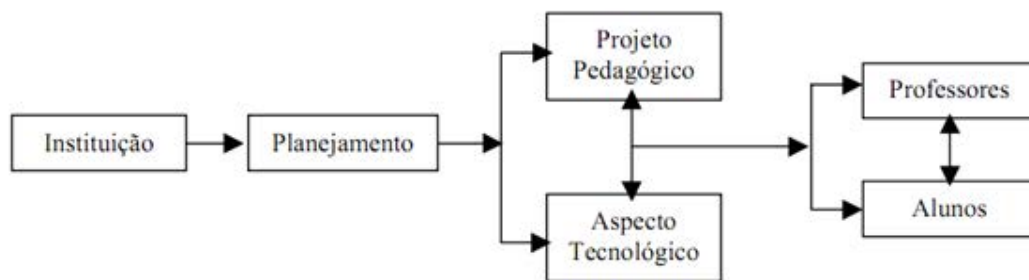 Instituição
Planejamento
Projeto
Pedagógico
Aspecto
Tecnológico
Professores
Alunos